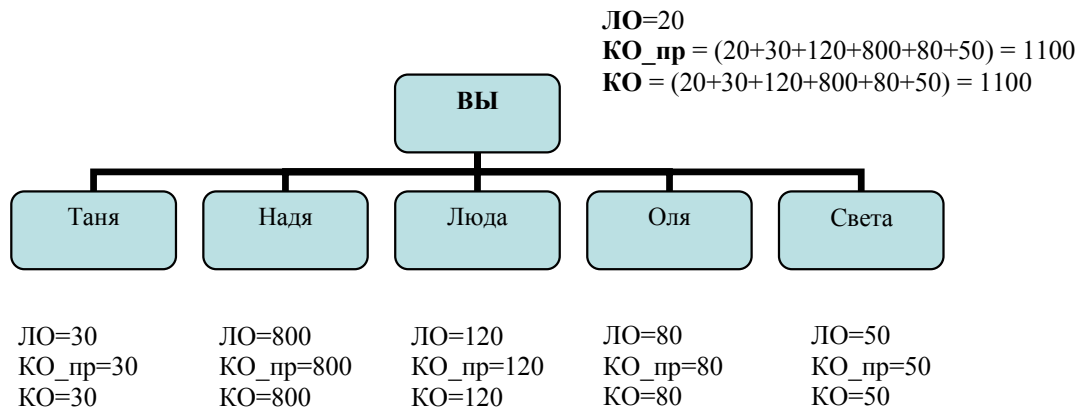 ЛО=20
КО_пр = (20+30+120+800+80+50) = 1100
КО = (20+30+120+800+80+50) = 1100
ВЫ
Таня Надя Люда Оля Света
ЛО=30 ЛО=800 ЛО=120 ЛО=80 ЛО=50
КО_пр=30 КО_пр=800 КО_пр=120 КО_пр=80 КО_пр=50
КО=30 КО=800 КО=120 КО=80 КО=50